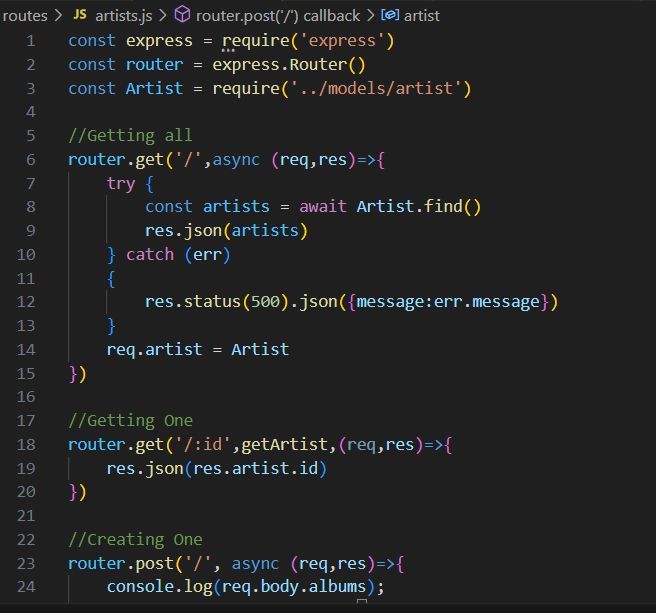 routes > JS artists.js > router.post('/') callback > artist
1 const express = require('express')
2 const router = express.Router()
3 const Artist = require('../models/artist')
4
5 //Getting all
6 router.get('/',async (req,res)=>{
7 try {
8 const artists = await Artist.find()
9 res.json(artists)
10 } catch (err)
11 {
12 res.status(500).json({message:err.message})
13 }
14 req.artist = Artist
15 })
16
17 //Getting One
18 router.get('/:id',getArtist,(req,res)=>{
19 res.json(res.artist.id)
20 })
21
22 //Creating One
23 router.post('/', async (req,res)=>{
24 console.log(req.body.albums);